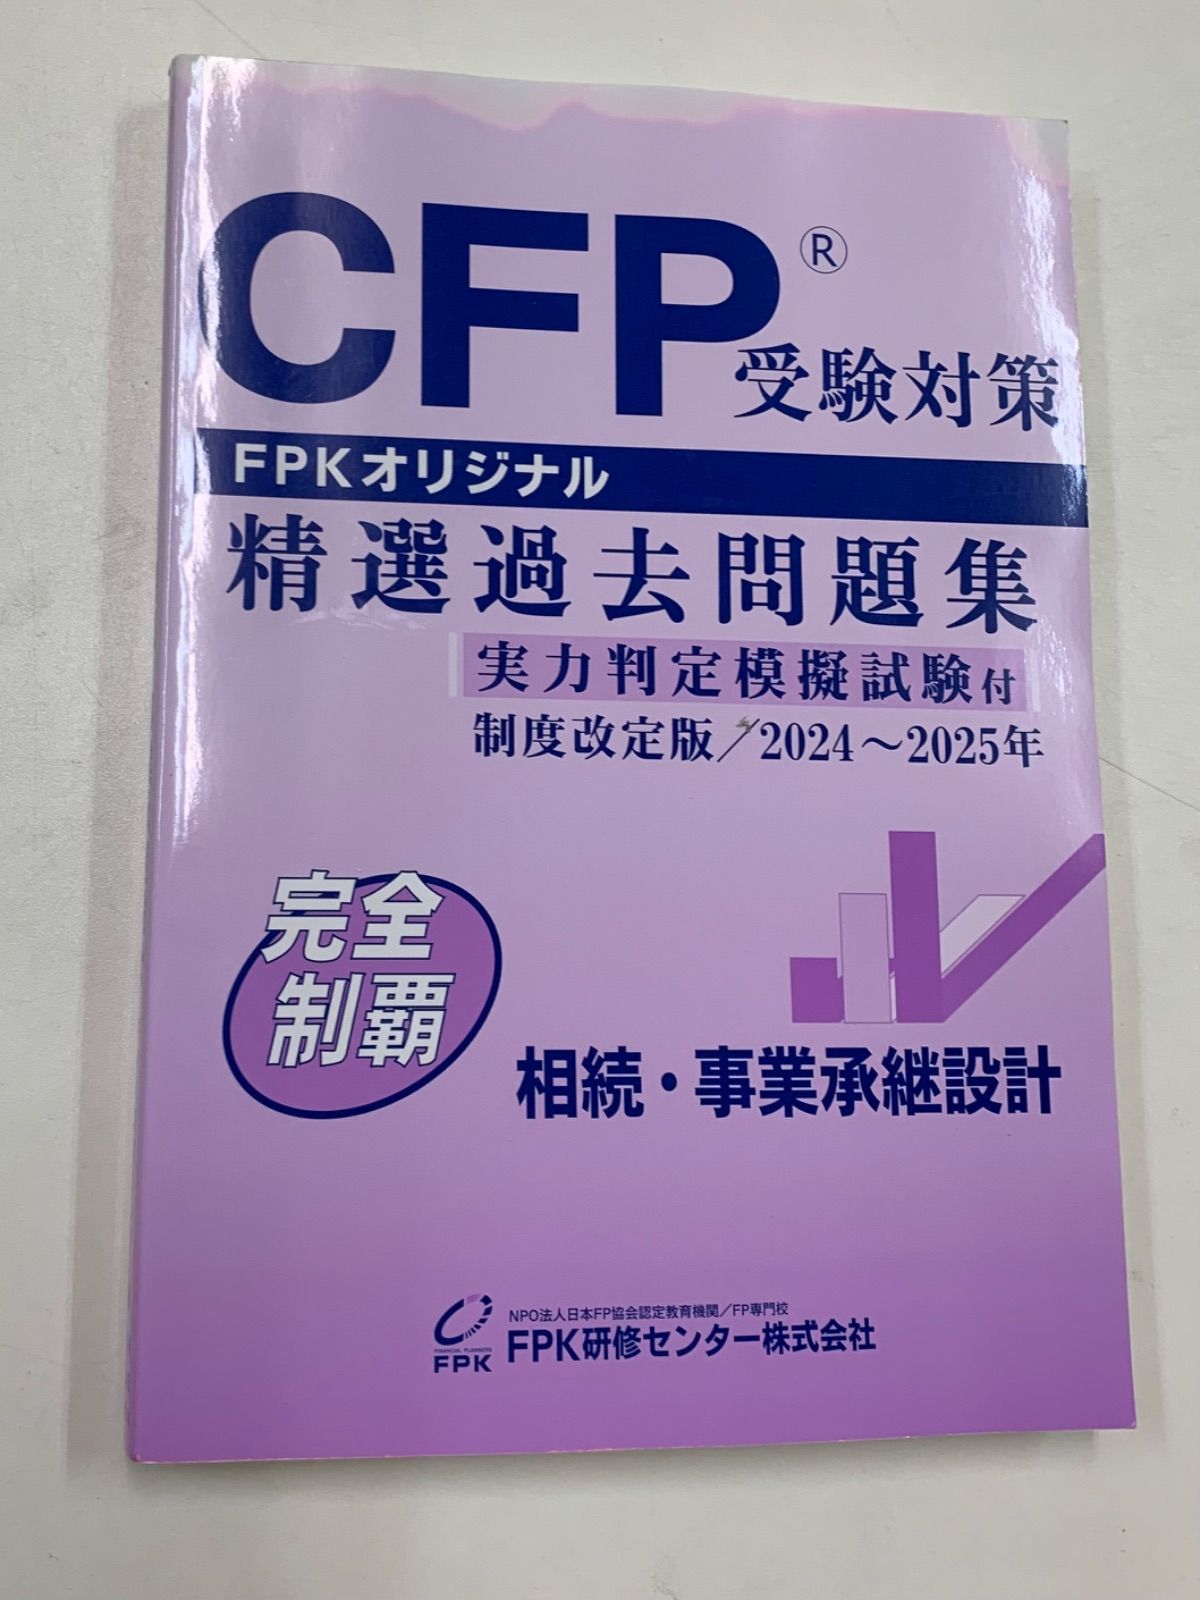 CFP®
受験対策
FPKオリジナル
精選過去問題集
実力判定模擬試験付
制度改定版/2024～2025年
完全
制覇
相続・事業承継設計
NPO法人日本FP協会認定教育機関/FP専門校
FINANCIAL PLANNERS
FPK
FPK研修センター株式会社